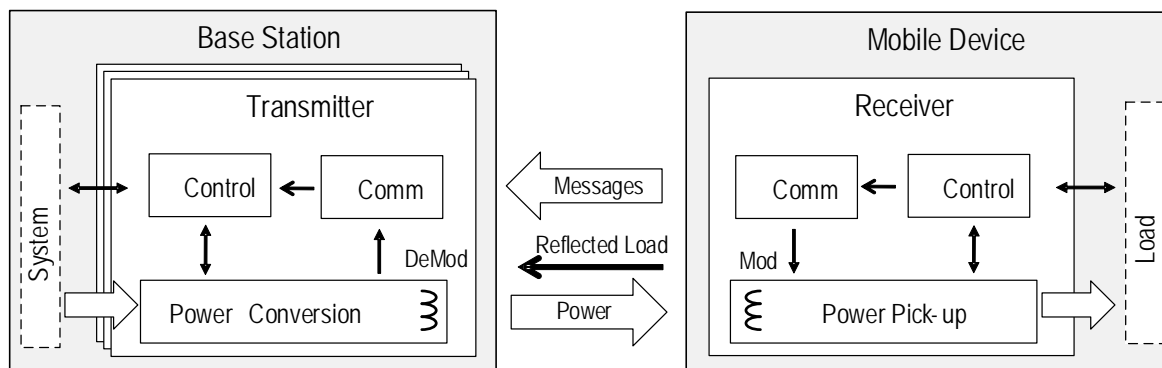 Base Station
Mobile Device
Transmitter
Receiver
System
Control
Comm
DeMod
Power Conversion
Messages
Reflected Load
Power
Comm
Control
Mod
Power Pick-up
Load